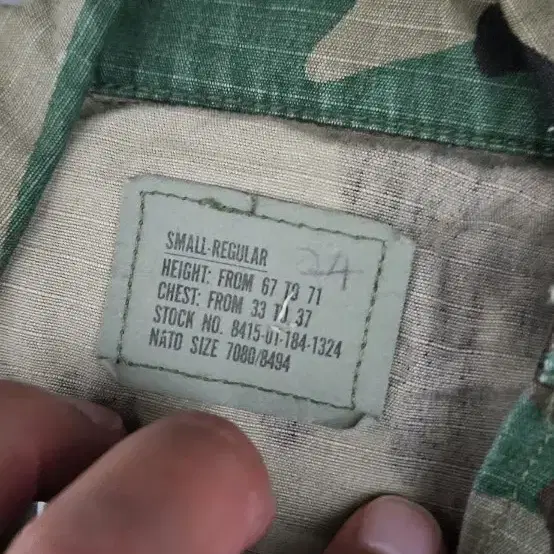 SMALL-REGULAR
HEIGHT: FROM 67 TO 71
CHEST: FROM 33 TO 37
STOCK NO. 8415-01-184-1324
NATO SIZE 7080/8494